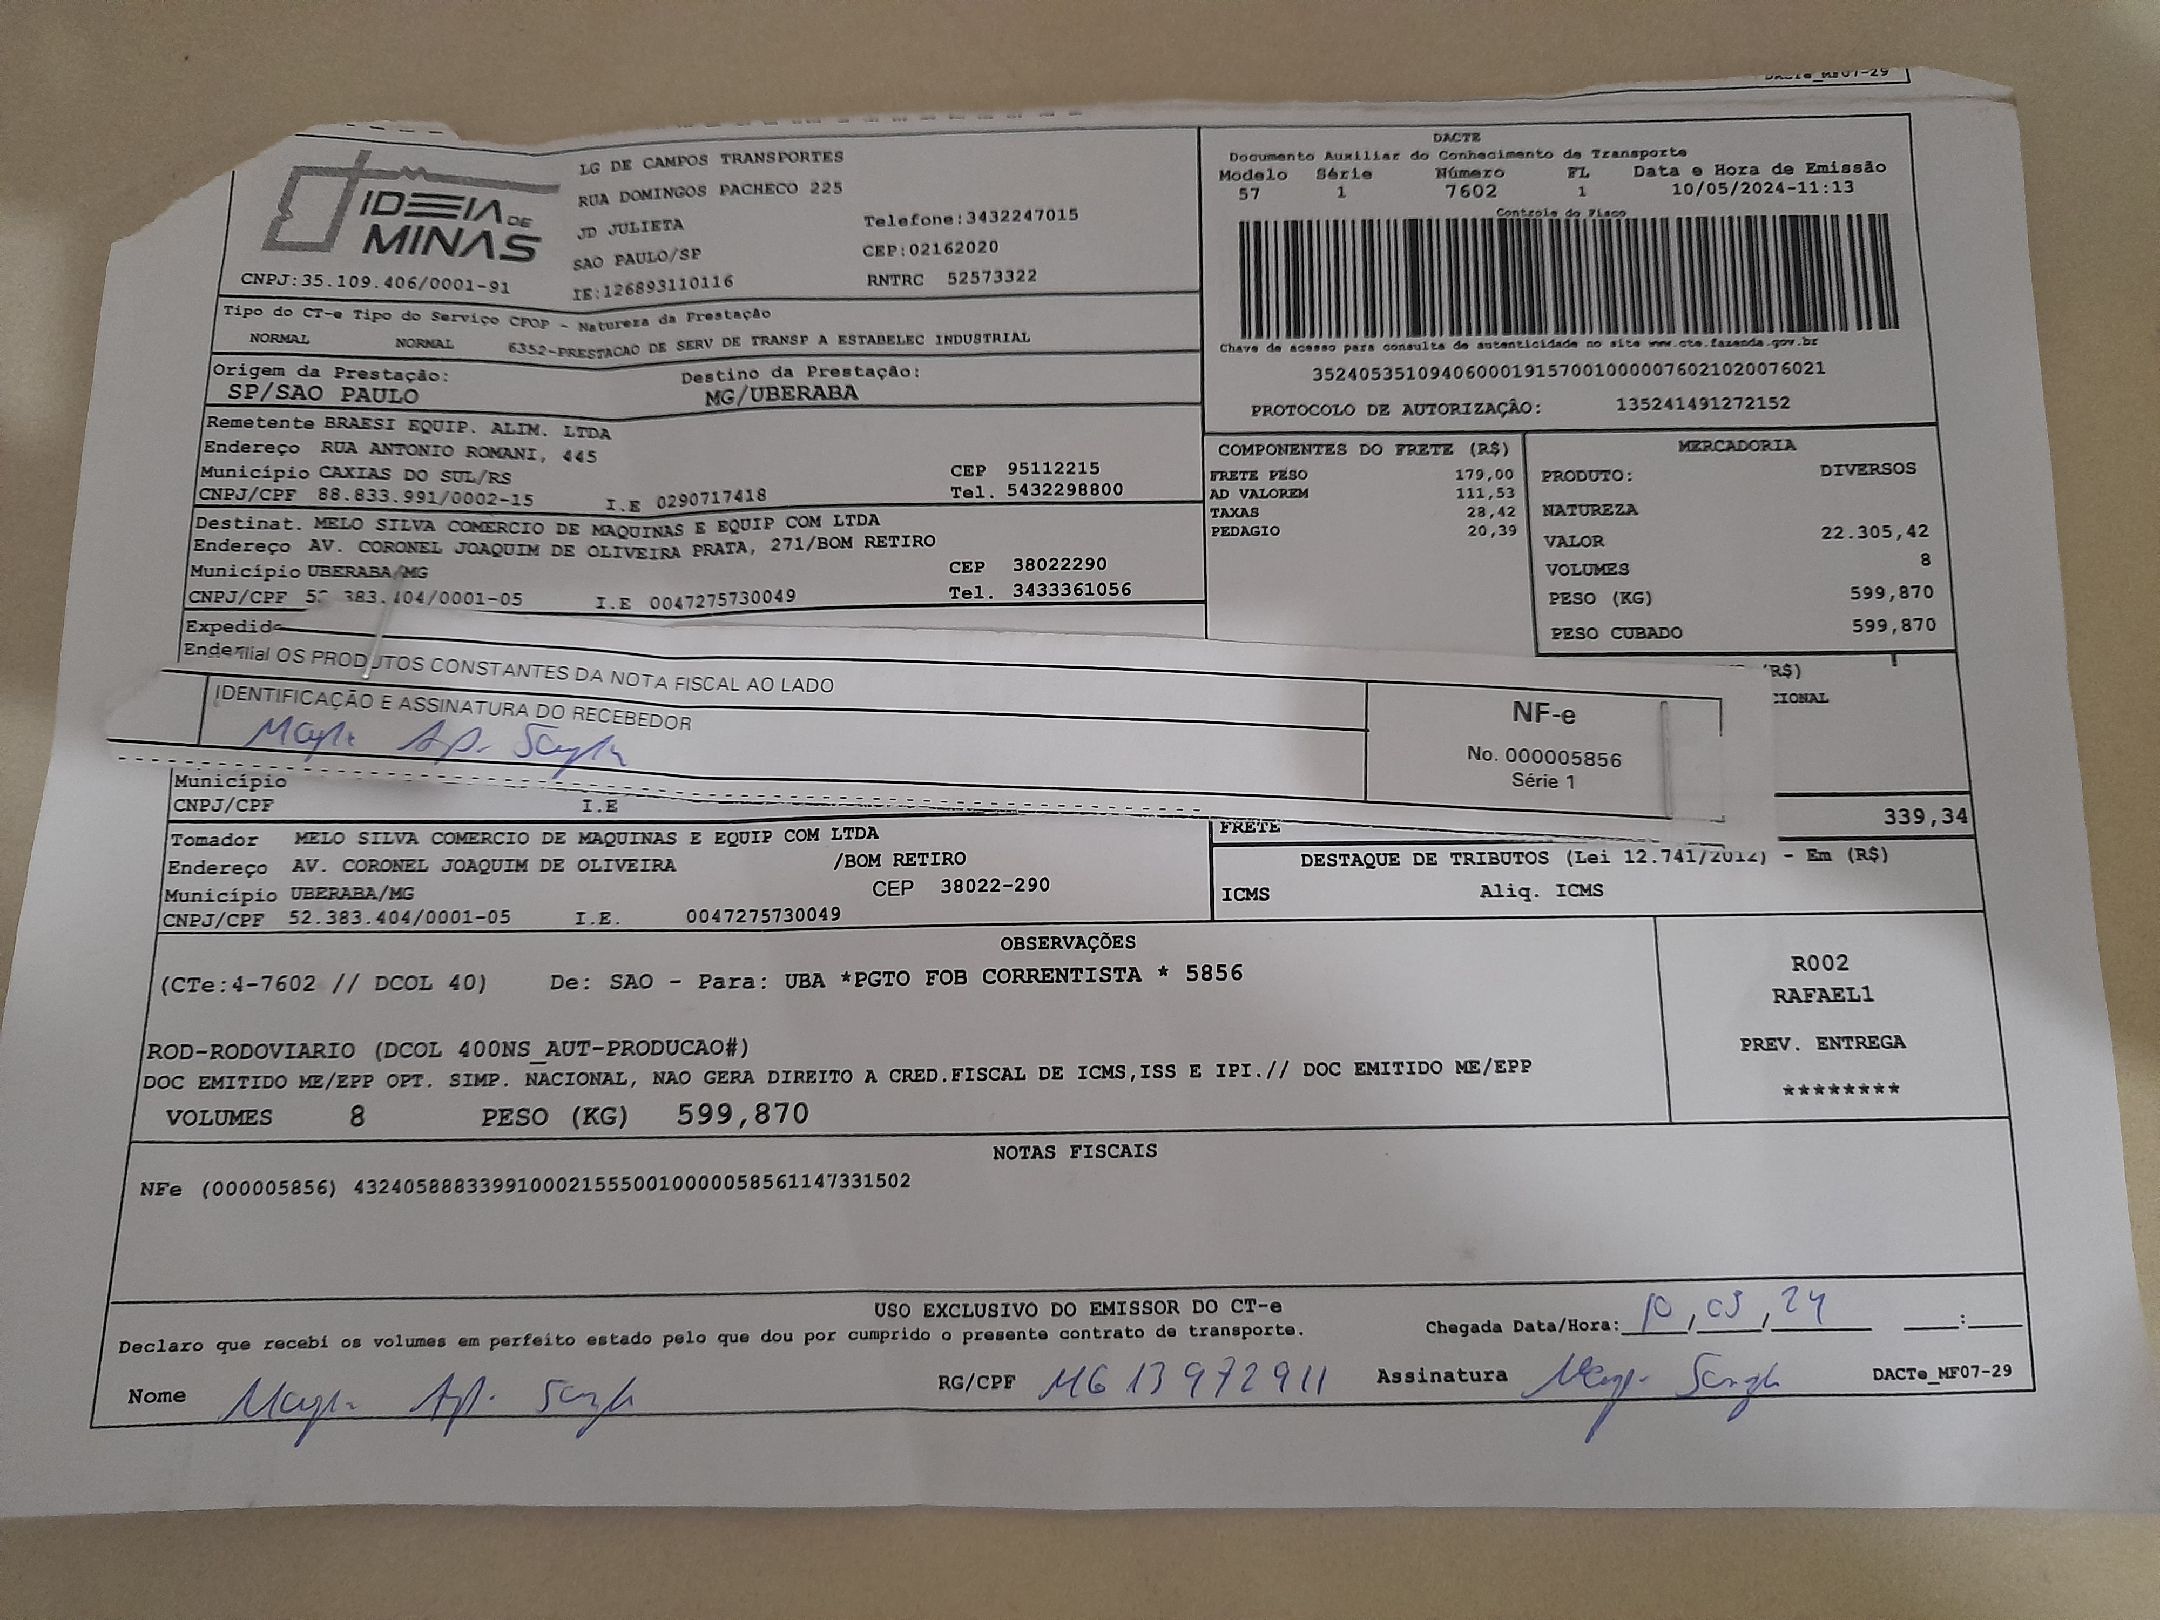 DACTe_MF07-29
IDEIA DE
MINAS
CNPJ:35.109.406/0001-91
LG DE CAMPOS TRANSPORTES
RUA DOMINGOS PACHECO 225
JD JULIETA
SAO PAULO/SP
IE:126893110116
Telefone:3432247015
CEP:02162020
RNTRC 52573322
DACTE
Documento Auxiliar do Conhecimento de Transporte
Modelo Série Número FL Data e Hora de Emissão
57 1 7602 1 10/05/2024-11:13
Controle do Fisco
Chave de acesso para consulta de autenticidade no site www.cte.fazenda.gov.br
35240535109406000191570010000076021020076021
PROTOCOLO DE AUTORIZAÇÃO: 135241491272152
Tipo do CT-e Tipo do Serviço CFOP - Natureza da Prestação
NORMAL NORMAL 6352-PRESTACAO DE SERV DE TRANSP A ESTABELEC INDUSTRIAL
Origem da Prestação: Destino da Prestação:
SP/SAO PAULO MG/UBERABA
Remetente BRAESI EQUIP. ALIM. LTDA
Endereço RUA ANTONIO ROMANI, 445
Município CAXIAS DO SUL/RS CEP 95112215
CNPJ/CPF 88.833.991/0002-15 I.E 0290717418 Tel. 5432298800
Destinat. MELO SILVA COMERCIO DE MAQUINAS E EQUIP COM LTDA
Endereço AV. CORONEL JOAQUIM DE OLIVEIRA PRATA, 271/BOM RETIRO
Município UBERABA/MG CEP 38022290
CNPJ/CPF 52.383.404/0001-05 I.E 0047275730049 Tel. 3433361056
COMPONENTES DO FRETE (R$)
FRETE PESO 179,00
AD VALOREM 111,53
TAXAS 28,42
PEDAGIO 20,39
MERCADORIA
PRODUTO: DIVERSOS
NATUREZA
VALOR 22.305,42
VOLUMES 8
PESO (KG) 599,870
PESO CUBADO 599,870
Expedid
Ende
OS PRODUTOS CONSTANTES DA NOTA FISCAL AO LADO
IDENTIFICAÇÃO E ASSINATURA DO RECEBEDOR
NF-e
No. 000005856
Série 1
R$)
CIONAL
Município
CNPJ/CPF I.E
FRETE 339,34
Tomador MELO SILVA COMERCIO DE MAQUINAS E EQUIP COM LTDA
Endereço AV. CORONEL JOAQUIM DE OLIVEIRA /BOM RETIRO
Município UBERABA/MG CEP 38022-290
CNPJ/CPF 52.383.404/0001-05 I.E. 0047275730049
DESTAQUE DE TRIBUTOS (Lei 12.741/2012) - Em (R$)
ICMS Aliq. ICMS
OBSERVAÇÕES
(CTe:4-7602 // DCOL 40) De: SAO - Para: UBA *PGTO FOB CORRENTISTA * 5856
ROD-RODOVIARIO (DCOL 400NS_AUT-PRODUCAO#)
DOC EMITIDO ME/EPP OPT. SIMP. NACIONAL, NAO GERA DIREITO A CRED.FISCAL DE ICMS,ISS E IPI.// DOC EMITIDO ME/EPP
VOLUMES 8 PESO (KG) 599,870
R002
RAFAEL1
PREV. ENTREGA
********
NOTAS FISCAIS
NFe (000005856) 43240588833991000215550010000058561147331502
USO EXCLUSIVO DO EMISSOR DO CT-e
Declaro que recebi os volumes em perfeito estado pelo que dou por cumprido o presente contrato de transporte.
Chegada Data/Hora: 10,05,24 :
Nome RG/CPF MG 13972911 Assinatura DACTe_MF07-29